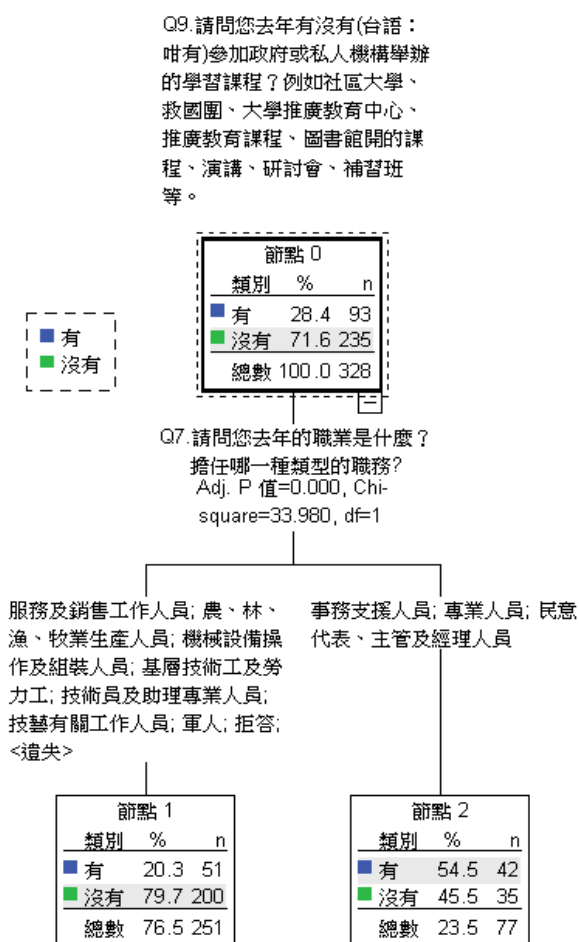 Q9.請問您去年有沒有(台語：
咁有)參加政府或私人機構舉辦
的學習課程？例如社區大學、
救國團、大學推廣教育中心、
推廣教育課程、圖書館開的課
程、演講、研討會、補習班
等。
節點 0
類別 % n
有 28.4 93
沒有 71.6 235
總數 100.0 328
有
沒有
Q7.請問您去年的職業是什麼？
擔任哪一種類型的職務?
Adj. P 值=0.000, Chi-
square=33.980, df=1
服務及銷售工作人員; 農、林、
漁、牧業生產人員; 機械設備操
作及組裝人員; 基層技術工及勞
力工; 技術員及助理專業人員;
技藝有關工作人員; 軍人; 拒答;
<遺失>
事務支援人員; 專業人員; 民意
代表、主管及經理人員
節點 1
類別 % n
有 20.3 51
沒有 79.7 200
總數 76.5 251
節點 2
類別 % n
有 54.5 42
沒有 45.5 35
總數 23.5 77